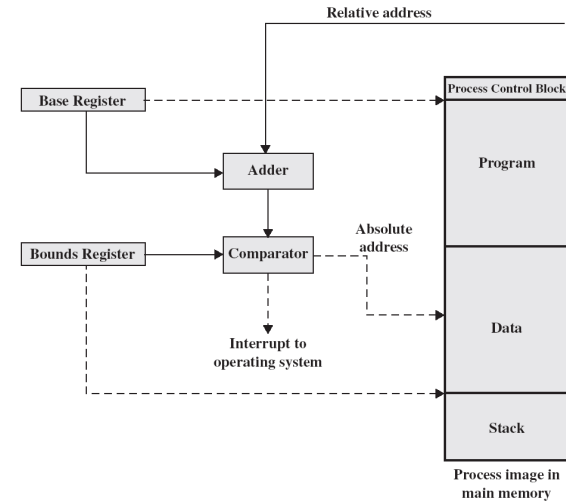 Relative address
Process Control Block
Base Register
Program
Adder
Absolute
address
Bounds Register
Comparator
Interrupt to
operating system
Data
Stack
Process image in
main memory